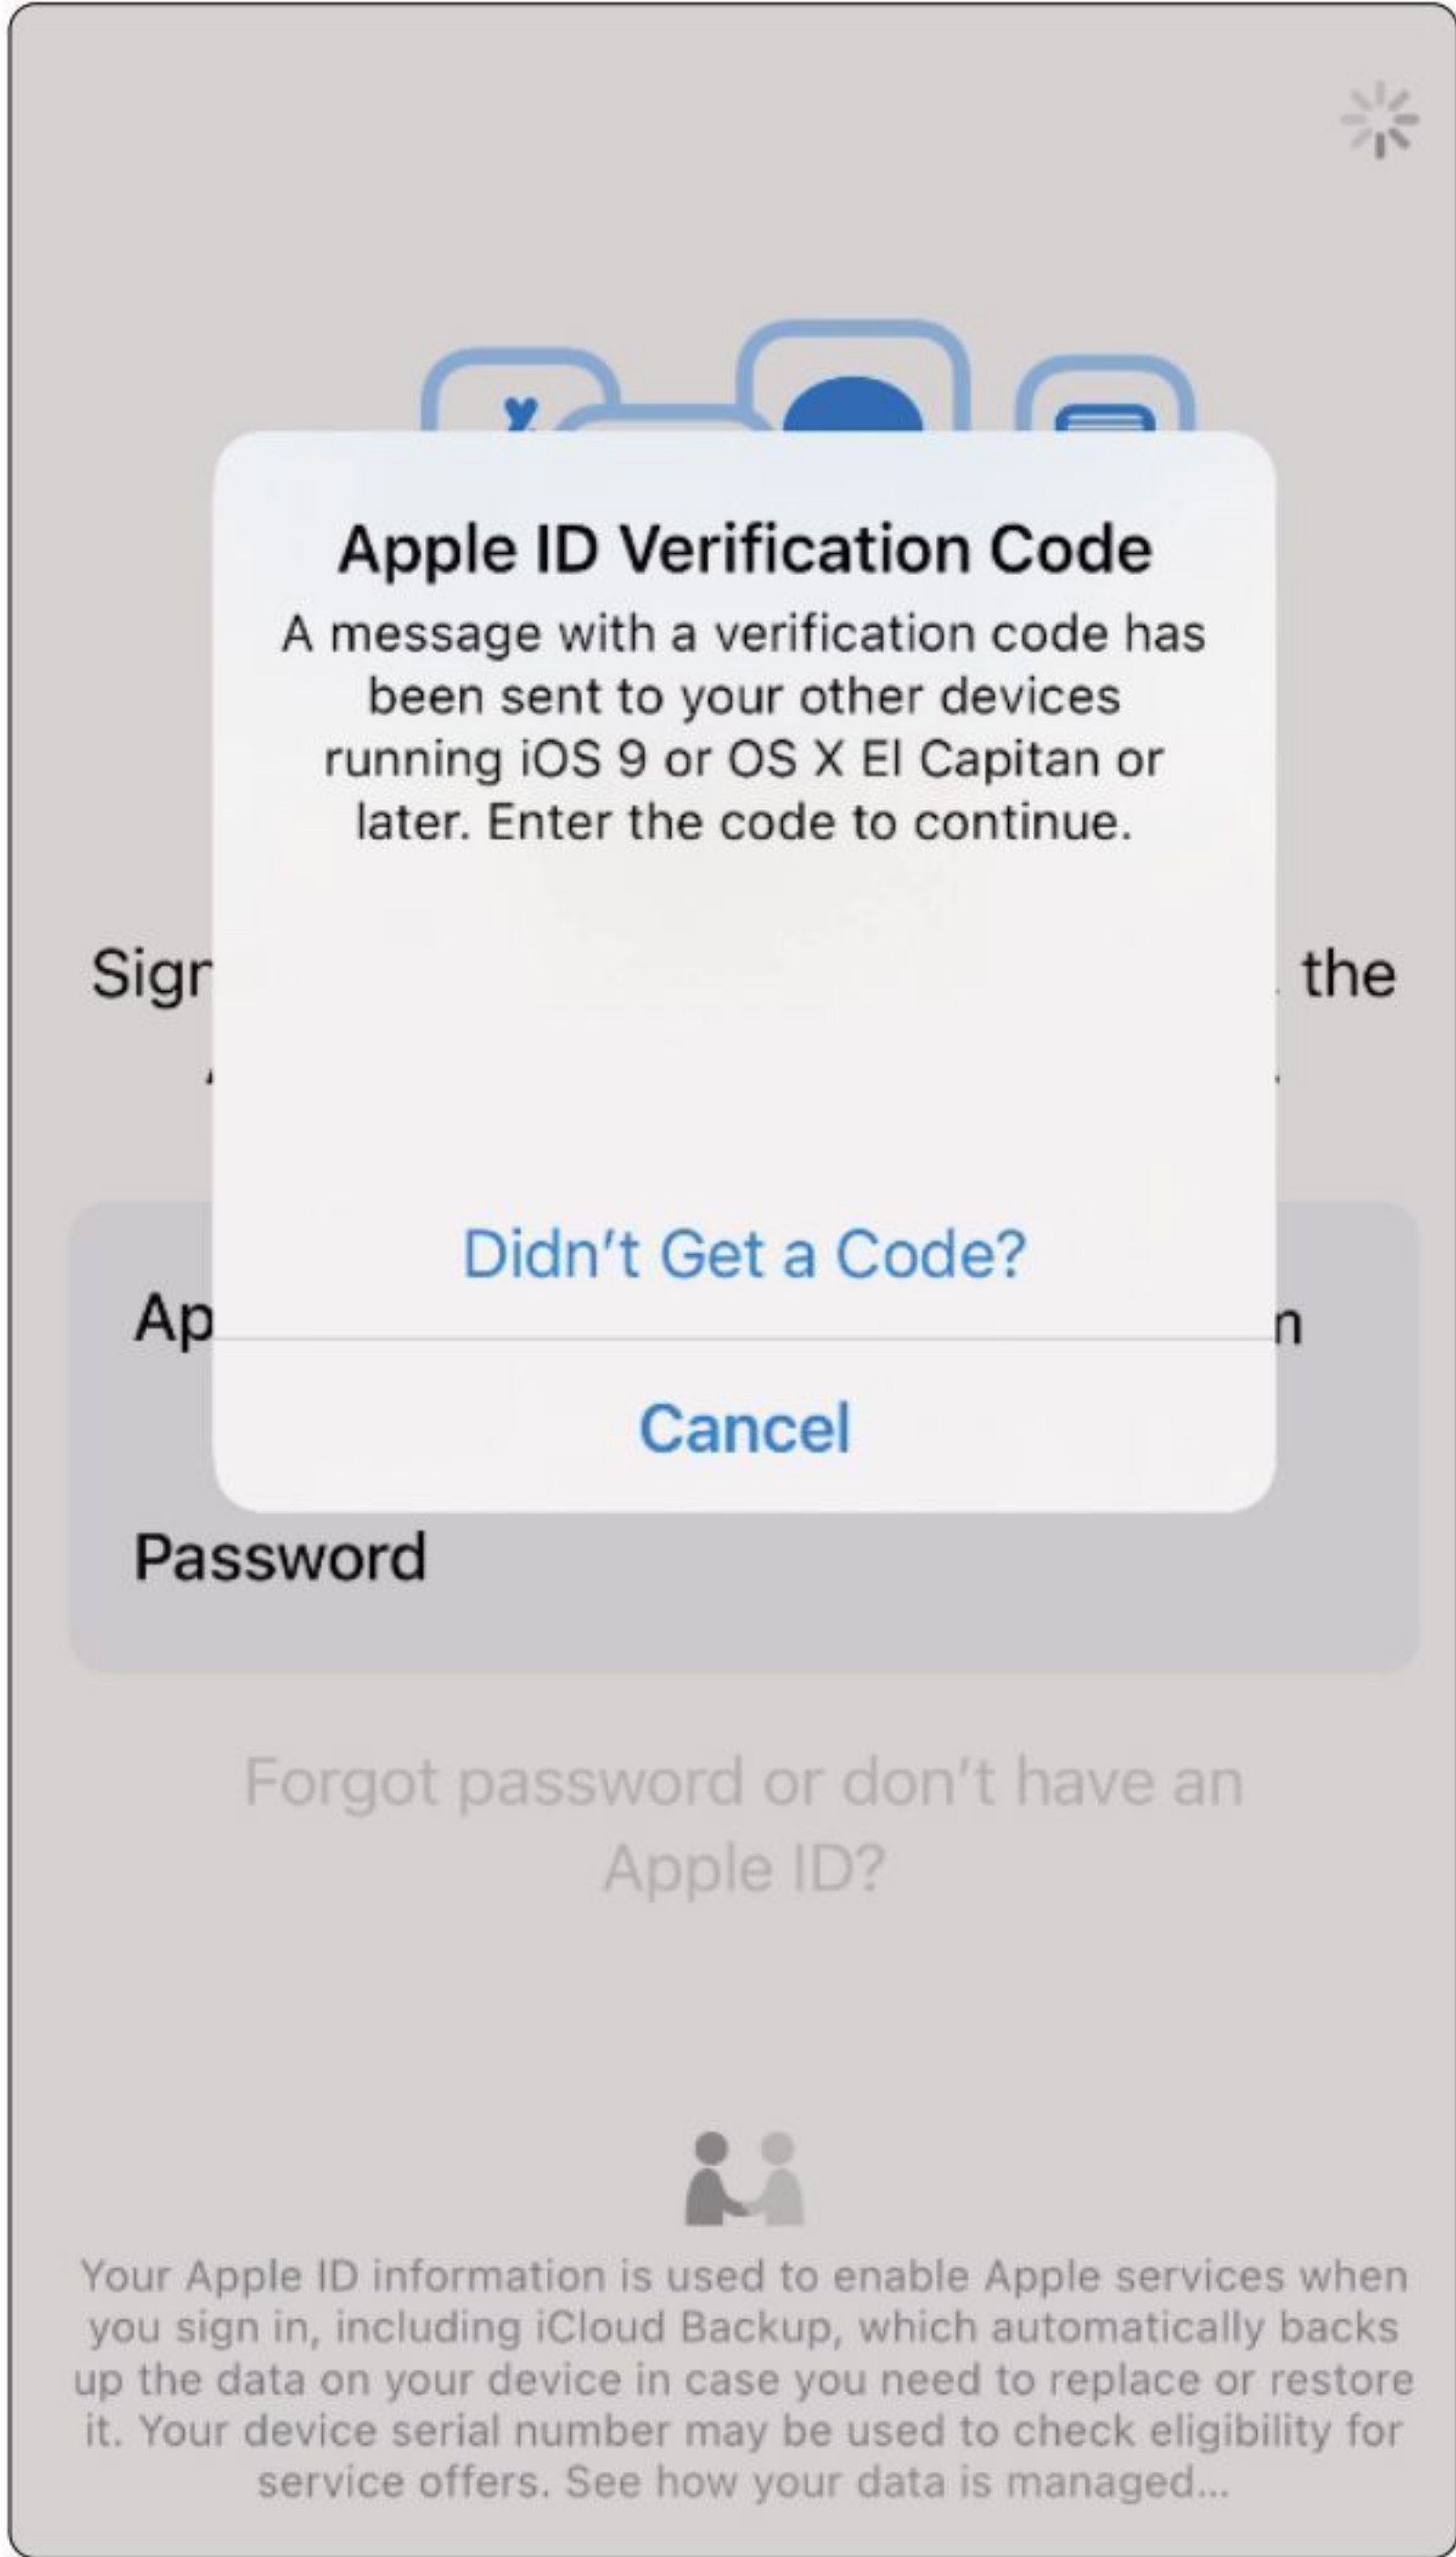 Apple ID Verification Code
A message with a verification code has
been sent to your other devices
running iOS 9 or OS X El Capitan or
later. Enter the code to continue.
the
Didn't Get a Code?
Cancel
Password
Forgot password or don't have an
Apple ID?
Your Apple ID information is used to enable Apple services when
you sign in, including iCloud Backup, which automatically backs
up the data on your device in case you need to replace or restore
it. Your device serial number may be used to check eligibility for
service offers. See how your data is managed...